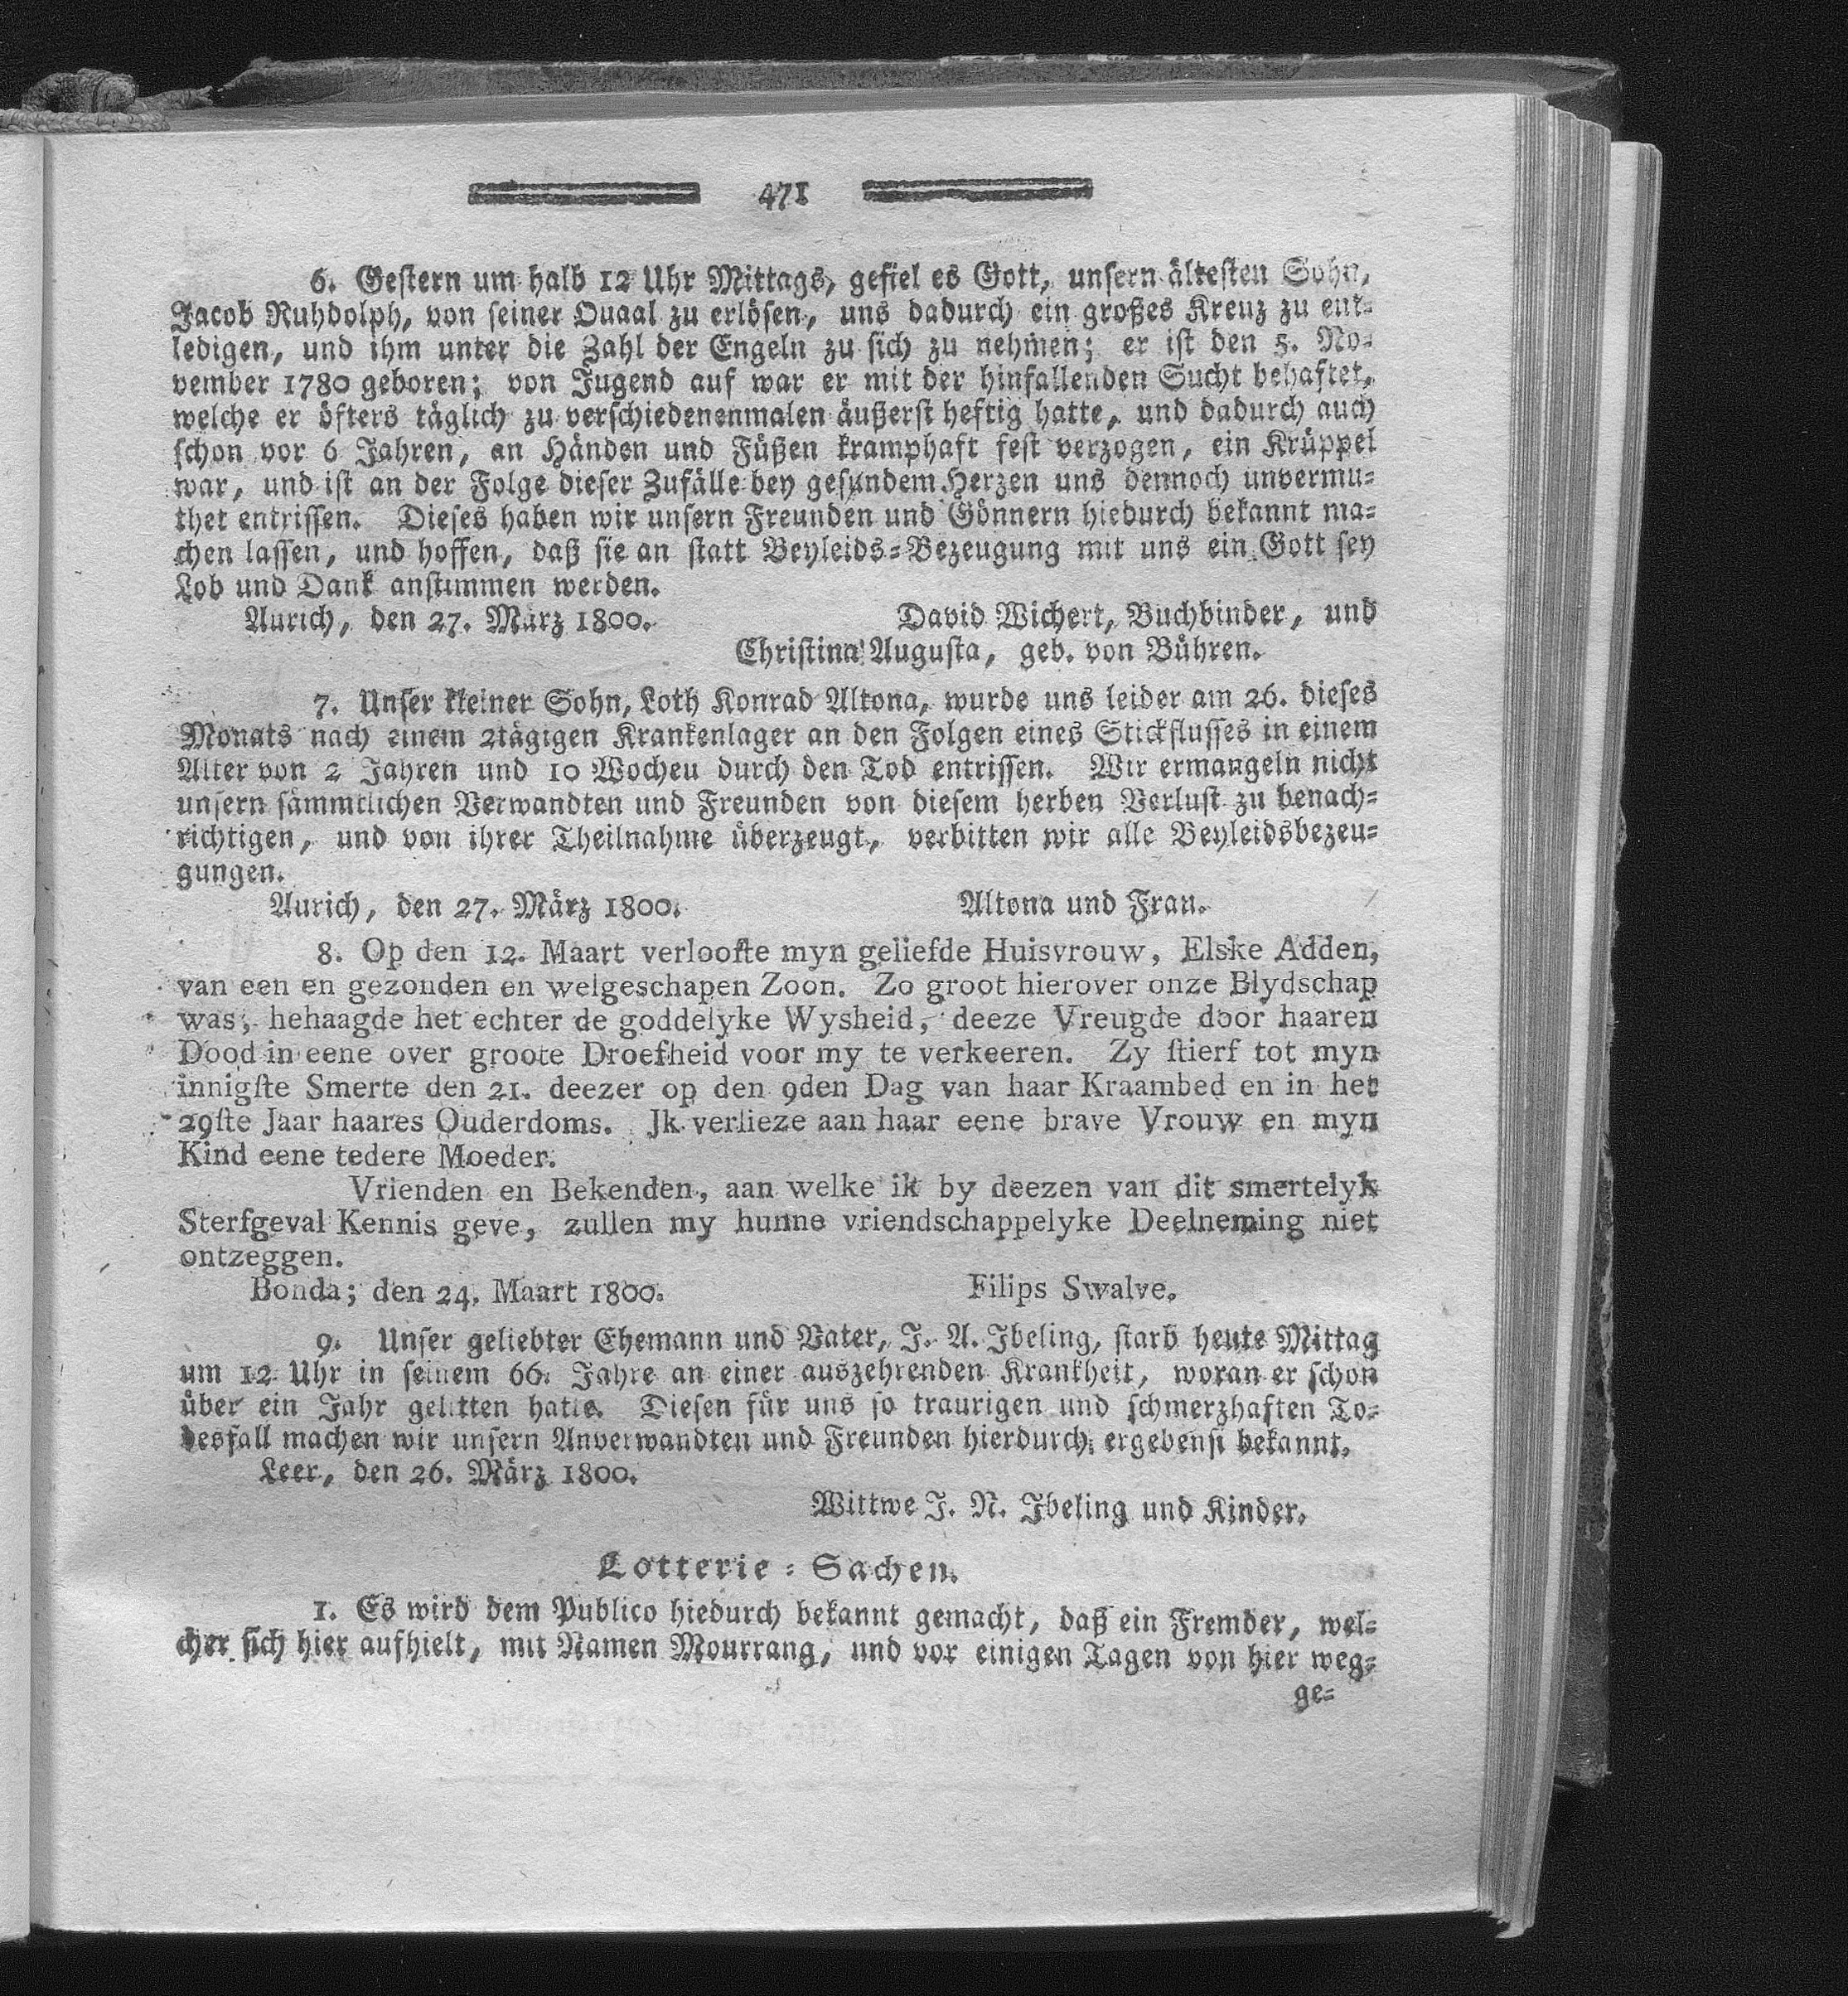 471
6. Gestern um halb 12 Uhr Mittags, gefiel es Gott, unsern ältesten Sohn,
Jacob Ruhdolph, von seiner Quaal zu erlösen, uns dadurch ein großes Kreuz zu ent-
ledigen, und ihm unter die Zahl der Engeln zu sich zu nehmen; er ist den 5. No-
vember 1780 geboren; von Jugend auf war er mit der hinfallenden Sucht behaftet,
welche er öfters täglich zu verschiedenenmalen äußerst heftig hatte, und dadurch auch
schon vor 6 Jahren, an Händen und Füßen kramphaft fest verzogen, ein Krüppel
war, und ist an der Folge dieser Zufälle bey gesundem Herzen uns dennoch unvermu-
thet entrissen. Dieses haben wir unsern Freunden und Gönnern hiedurch bekannt ma-
chen lassen, und hoffen, daß sie an statt Beyleids-Bezeugung mit uns ein Gott sey
Lob und Dank anstimmen werden.
Aurich, den 27. März 1800. David Wichert, Buchbinder, und
Christina Augusta, geb. von Bühren.
7. Unser kleiner Sohn, Loth Konrad Altona, wurde uns leider am 26. dieses
Monats nach einem 2tägigen Krankenlager an den Folgen eines Stickflusses in einem
Alter von 2 Jahren und 10 Wochen durch den Tod entrissen. Wir ermangeln nicht
unsern sämmtlichen Verwandten und Freunden von diesem herben Verlust zu benach-
richtigen, und von ihrer Theilnahme überzeugt, verbitten wir alle Beyleidsbezeu-
gungen.
Aurich, den 27. März 1800. Altona und Frau.
8. Op den 12. Maart verlooste myn geliefde Huisvrouw, Elske Adden,
van een en gezonden en welgeschapen Zoon. Zo groot hierover onze Blydschap
was, hehaagde het echter de goddelyke Wysheid, deeze Vreugde door haaren
Dood in eene over groote Droefheid voor my te verkeeren. Zy stierf tot myn
innigste Smerte den 21. deezer op den 9den Dag van haar Kraambed en in het
29ste Jaar haares Ouderdoms. Jk verlieze aan haar eene brave Vrouw en myn
Kind eene tedere Moeder.
Vrienden en Bekenden, aan welke ik by deezen van dit smertelyk
Sterfgeval Kennis geve, zullen my hunne vriendschappelyke Deelneming niet
ontzeggen.
Bonda; den 24. Maart 1800. Filips Swalve.
9. Unser geliebter Ehemann und Vater, J. A. Jbeling, starb heute Mittag
um 12 Uhr in seinem 66. Jahre an einer auszehrenden Krankheit, woran er schon
über ein Jahr gelitten hatte. Diesen für uns so traurigen und schmerzhaften To-
desfall machen wir unsern Anverwandten und Freunden hierdurch ergebenst bekannt.
Leer, den 26. März 1800.
Wittwe J. N. Jbeling und Kinder.
Lotterie-Sachen.
1. Es wird dem Publico hiedurch bekannt gemacht, daß ein Fremder, wel-
cher sich hier aufhielt, mit Namen Mourrang, und vor einigen Tagen von hier weg-
ge-